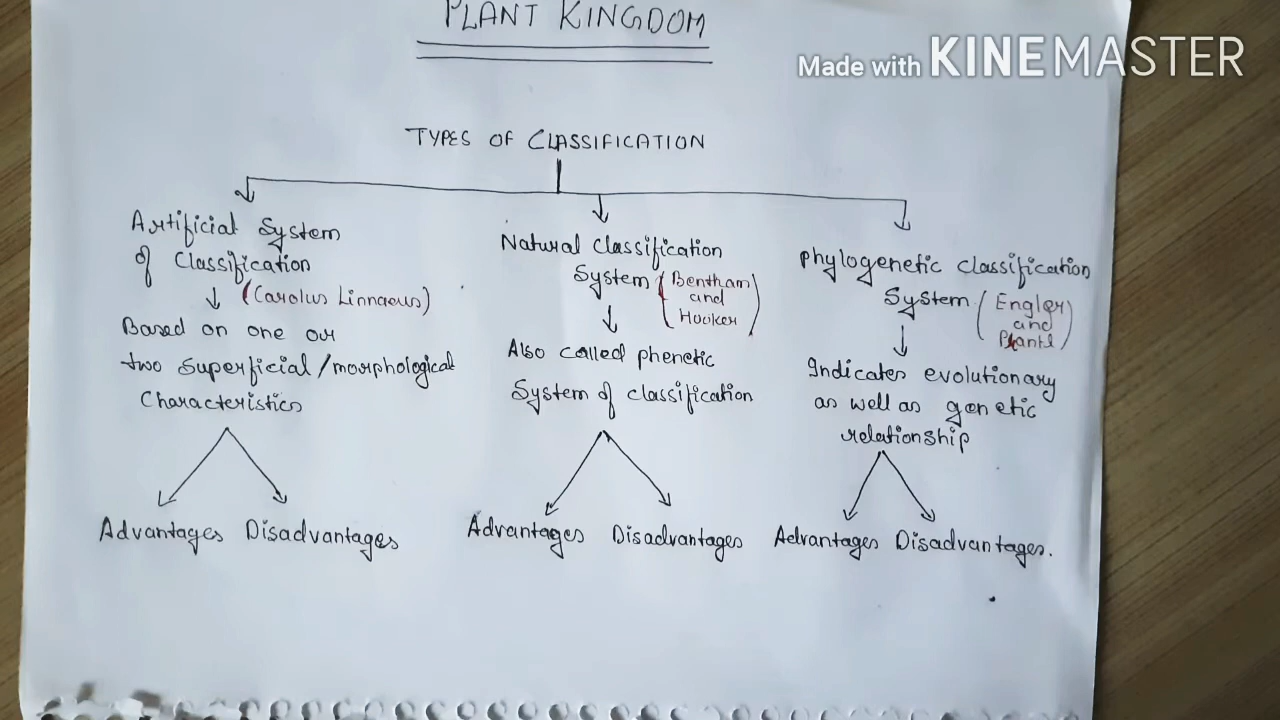 PLANT KINGDOM
Made with KINEMASTER
TYPES OF CLASSIFICATION
Artificial System
of Classification
(Carolus Linnaeus)
Based on one or
two Superficial/morphological
Characteristics
Advantages Disadvantages
Natural Classification
System (Bentham
and
Hooker)
Also called phenetic
System of classification
Advantages Disadvantages
Phylogenetic classification
System (Engler
and
Prantl)
Indicates evolutionary
as well as genetic
relationship
Advantages Disadvantages.